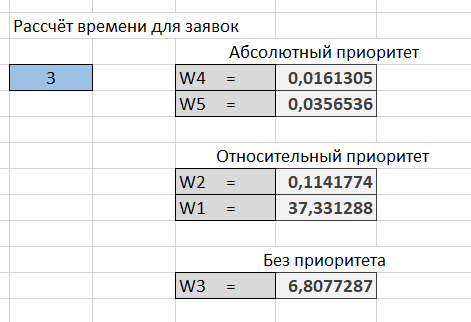 Рассчёт времени для заявок
Абсолютный приоритет
3 W4 = 0,0161305
W5 = 0,0356536
Относительный приоритет
W2 = 0,1141774
W1 = 37,331288
Без приоритета
W3 = 6,8077287